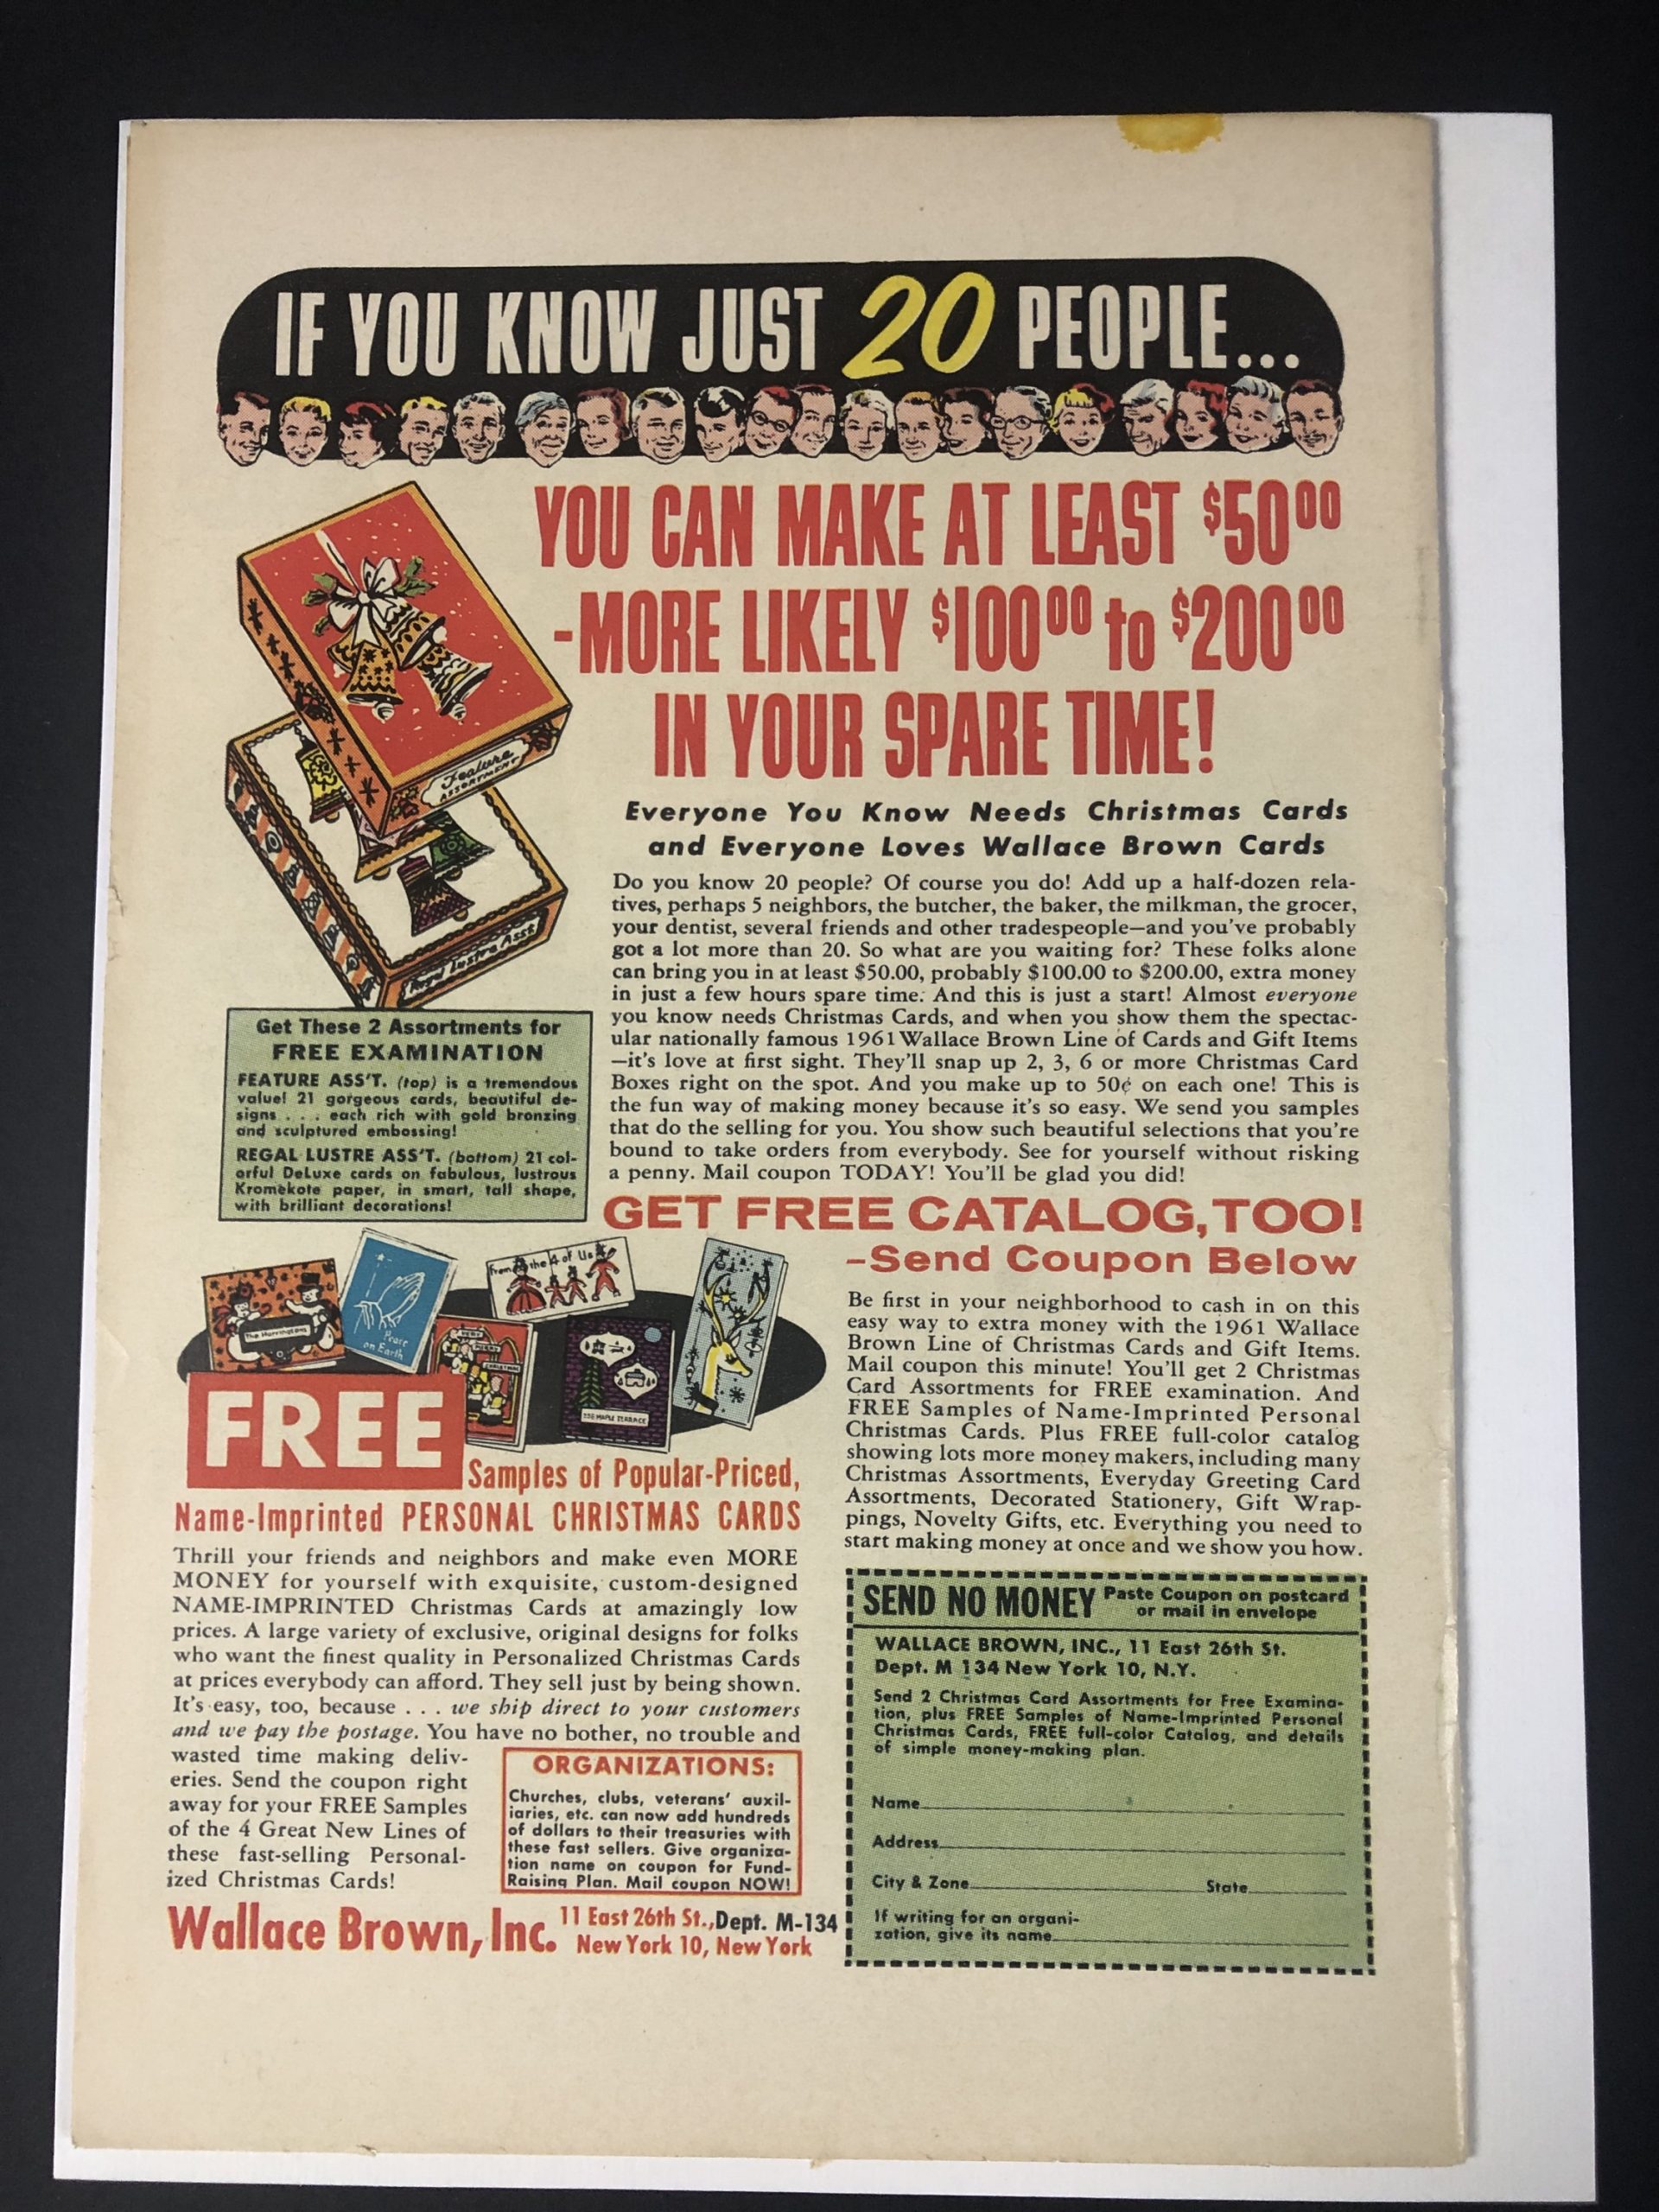 IF YOU KNOW JUST 20 PEOPLE...
YOU CAN MAKE AT LEAST $50 00
-MORE LIKELY $100 00 to $200 00
IN YOUR SPARE TIME!
Feature
ASSORTMENT
Regal Lustre Asst
Everyone You Know Needs Christmas Cards
and Everyone Loves Wallace Brown Cards
Do you know 20 people? Of course you do! Add up a half-dozen rela-
tives, perhaps 5 neighbors, the butcher, the baker, the milkman, the grocer,
your dentist, several friends and other tradespeople—and you've probably
got a lot more than 20. So what are you waiting for? These folks alone
can bring you in at least $50.00, probably $100.00 to $200.00, extra money
in just a few hours spare time. And this is just a start! Almost everyone
you know needs Christmas Cards, and when you show them the spectac-
ular nationally famous 1961 Wallace Brown Line of Cards and Gift Items
—it's love at first sight. They'll snap up 2, 3, 6 or more Christmas Card
Boxes right on the spot. And you make up to 50¢ on each one! This is
the fun way of making money because it's so easy. We send you samples
that do the selling for you. You show such beautiful selections that you're
bound to take orders from everybody. See for yourself without risking
a penny. Mail coupon TODAY! You'll be glad you did!
Get These 2 Assortments for
FREE EXAMINATION
FEATURE ASS'T. (top) is a tremendous
value! 21 gorgeous cards, beautiful de-
signs . . . each rich with gold bronzing
and sculptured embossing!
REGAL LUSTRE ASS'T. (bottom) 21 col-
orful DeLuxe cards on fabulous, lustrous
Kromekote paper, in smart, tall shape,
with brilliant decorations!
GET FREE CATALOG, TOO!
–Send Coupon Below
Be first in your neighborhood to cash in on this
easy way to extra money with the 1961 Wallace
Brown Line of Christmas Cards and Gift Items.
Mail coupon this minute! You'll get 2 Christmas
Card Assortments for FREE examination. And
FREE Samples of Name-Imprinted Personal
Christmas Cards. Plus FREE full-color catalog
showing lots more money makers, including many
Christmas Assortments, Everyday Greeting Card
Assortments, Decorated Stationery, Gift Wrap-
pings, Novelty Gifts, etc. Everything you need to
start making money at once and we show you how.
The Harringtons
Peace
on Earth
From the 4 of Us
VERY
MERRY
CHRISTMAS
228 MAPLE TERRACE
FREE
Samples of Popular-Priced,
Name-Imprinted PERSONAL CHRISTMAS CARDS
Thrill your friends and neighbors and make even MORE
MONEY for yourself with exquisite, custom-designed
NAME-IMPRINTED Christmas Cards at amazingly low
prices. A large variety of exclusive, original designs for folks
who want the finest quality in Personalized Christmas Cards
at prices everybody can afford. They sell just by being shown.
It's easy, too, because . . . we ship direct to your customers
and we pay the postage. You have no bother, no trouble and
wasted time making deliv-
eries. Send the coupon right
away for your FREE Samples
of the 4 Great New Lines of
these fast-selling Personal-
ized Christmas Cards!
ORGANIZATIONS:
Churches, clubs, veterans' auxil-
iaries, etc. can now add hundreds
of dollars to their treasuries with
these fast sellers. Give organiza-
tion name on coupon for Fund-
Raising Plan. Mail coupon NOW!
Wallace Brown, Inc. 11 East 26th St., Dept. M-134
New York 10, New York
SEND NO MONEY Paste Coupon on postcard
or mail in envelope
WALLACE BROWN, INC., 11 East 26th St.
Dept. M 134 New York 10, N.Y.
Send 2 Christmas Card Assortments for Free Examina-
tion, plus FREE Samples of Name-Imprinted Personal
Christmas Cards, FREE full-color Catalog, and details
of simple money-making plan.
Name
Address
City & Zone State
If writing for an organi-
zation, give its name